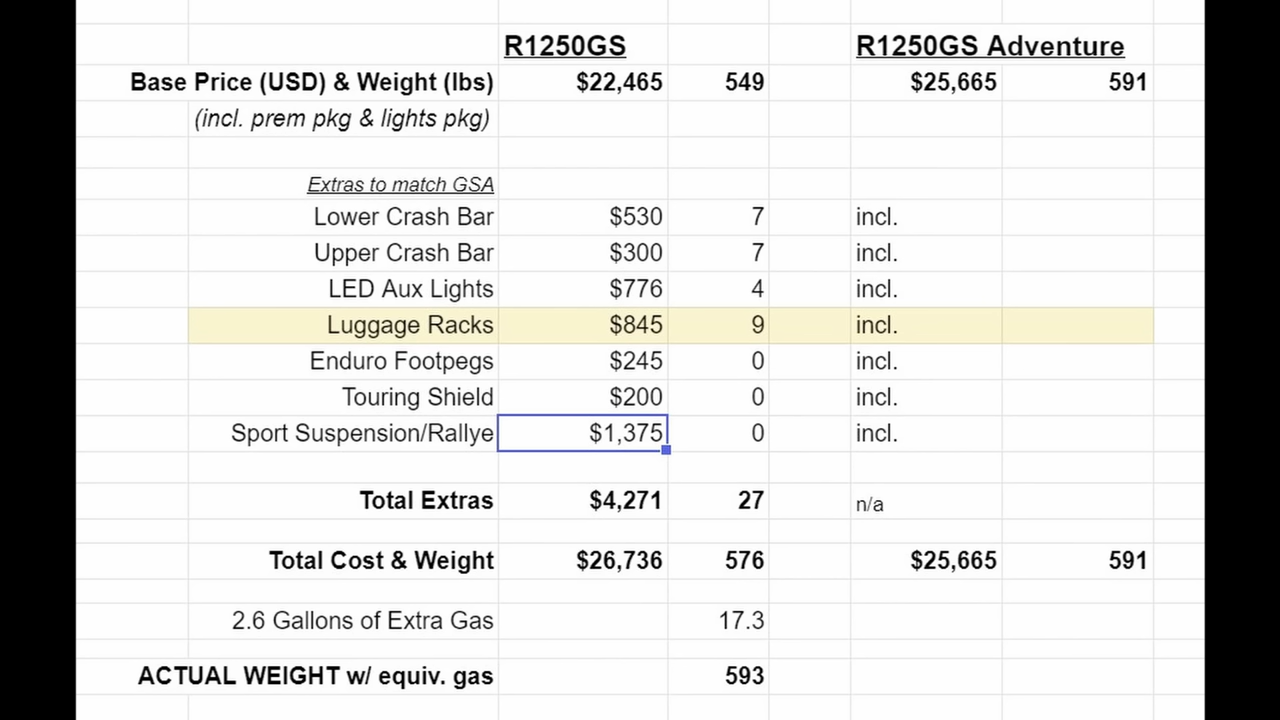 R1250GS R1250GS Adventure
Base Price (USD) & Weight (lbs) $22,465 549 $25,665 591
(incl. prem pkg & lights pkg)
Extras to match GSA
Lower Crash Bar $530 7 incl.
Upper Crash Bar $300 7 incl.
LED Aux Lights $776 4 incl.
Luggage Racks $845 9 incl.
Enduro Footpegs $245 0 incl.
Touring Shield $200 0 incl.
Sport Suspension/Rallye $1,375 0 incl.
Total Extras $4,271 27 n/a
Total Cost & Weight $26,736 576 $25,665 591
2.6 Gallons of Extra Gas 17.3
ACTUAL WEIGHT w/ equiv. gas 593